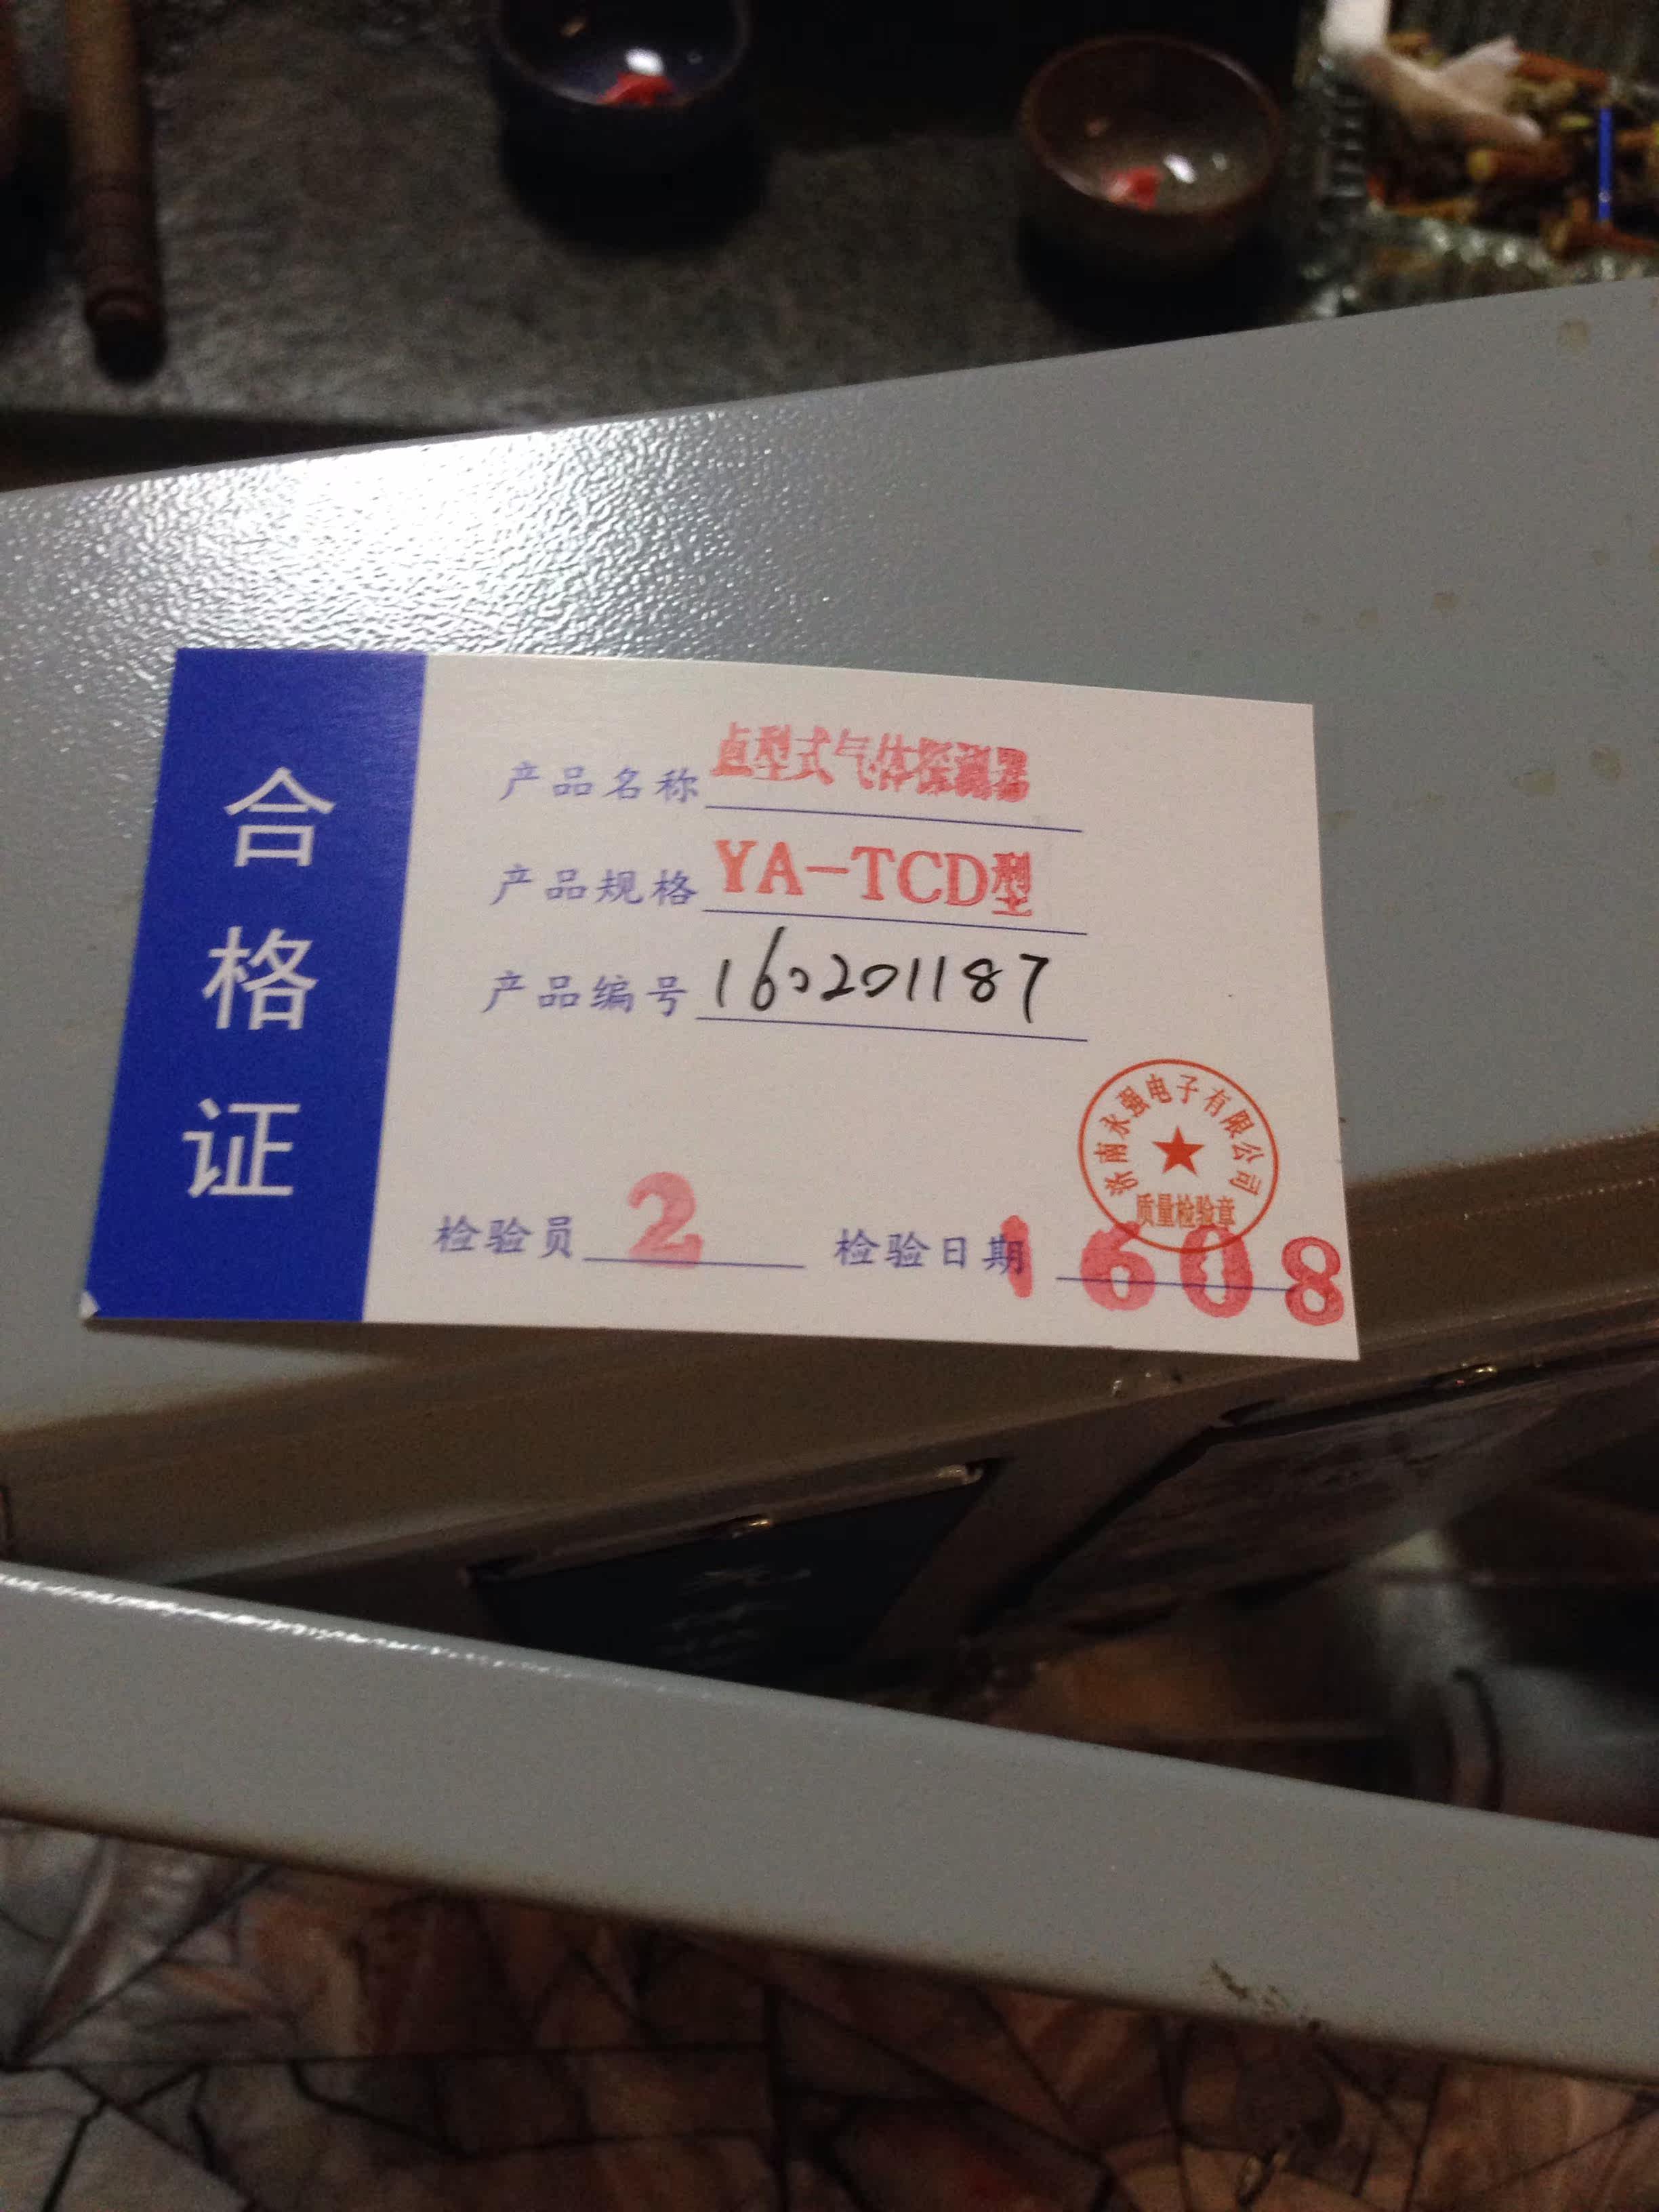 合格证
产品名称 点型式气体探测器
产品规格 YA-TCD型
产品编号 160201187
济南永强电子有限公司
质量检验章
检验员 2 检验日期 1608